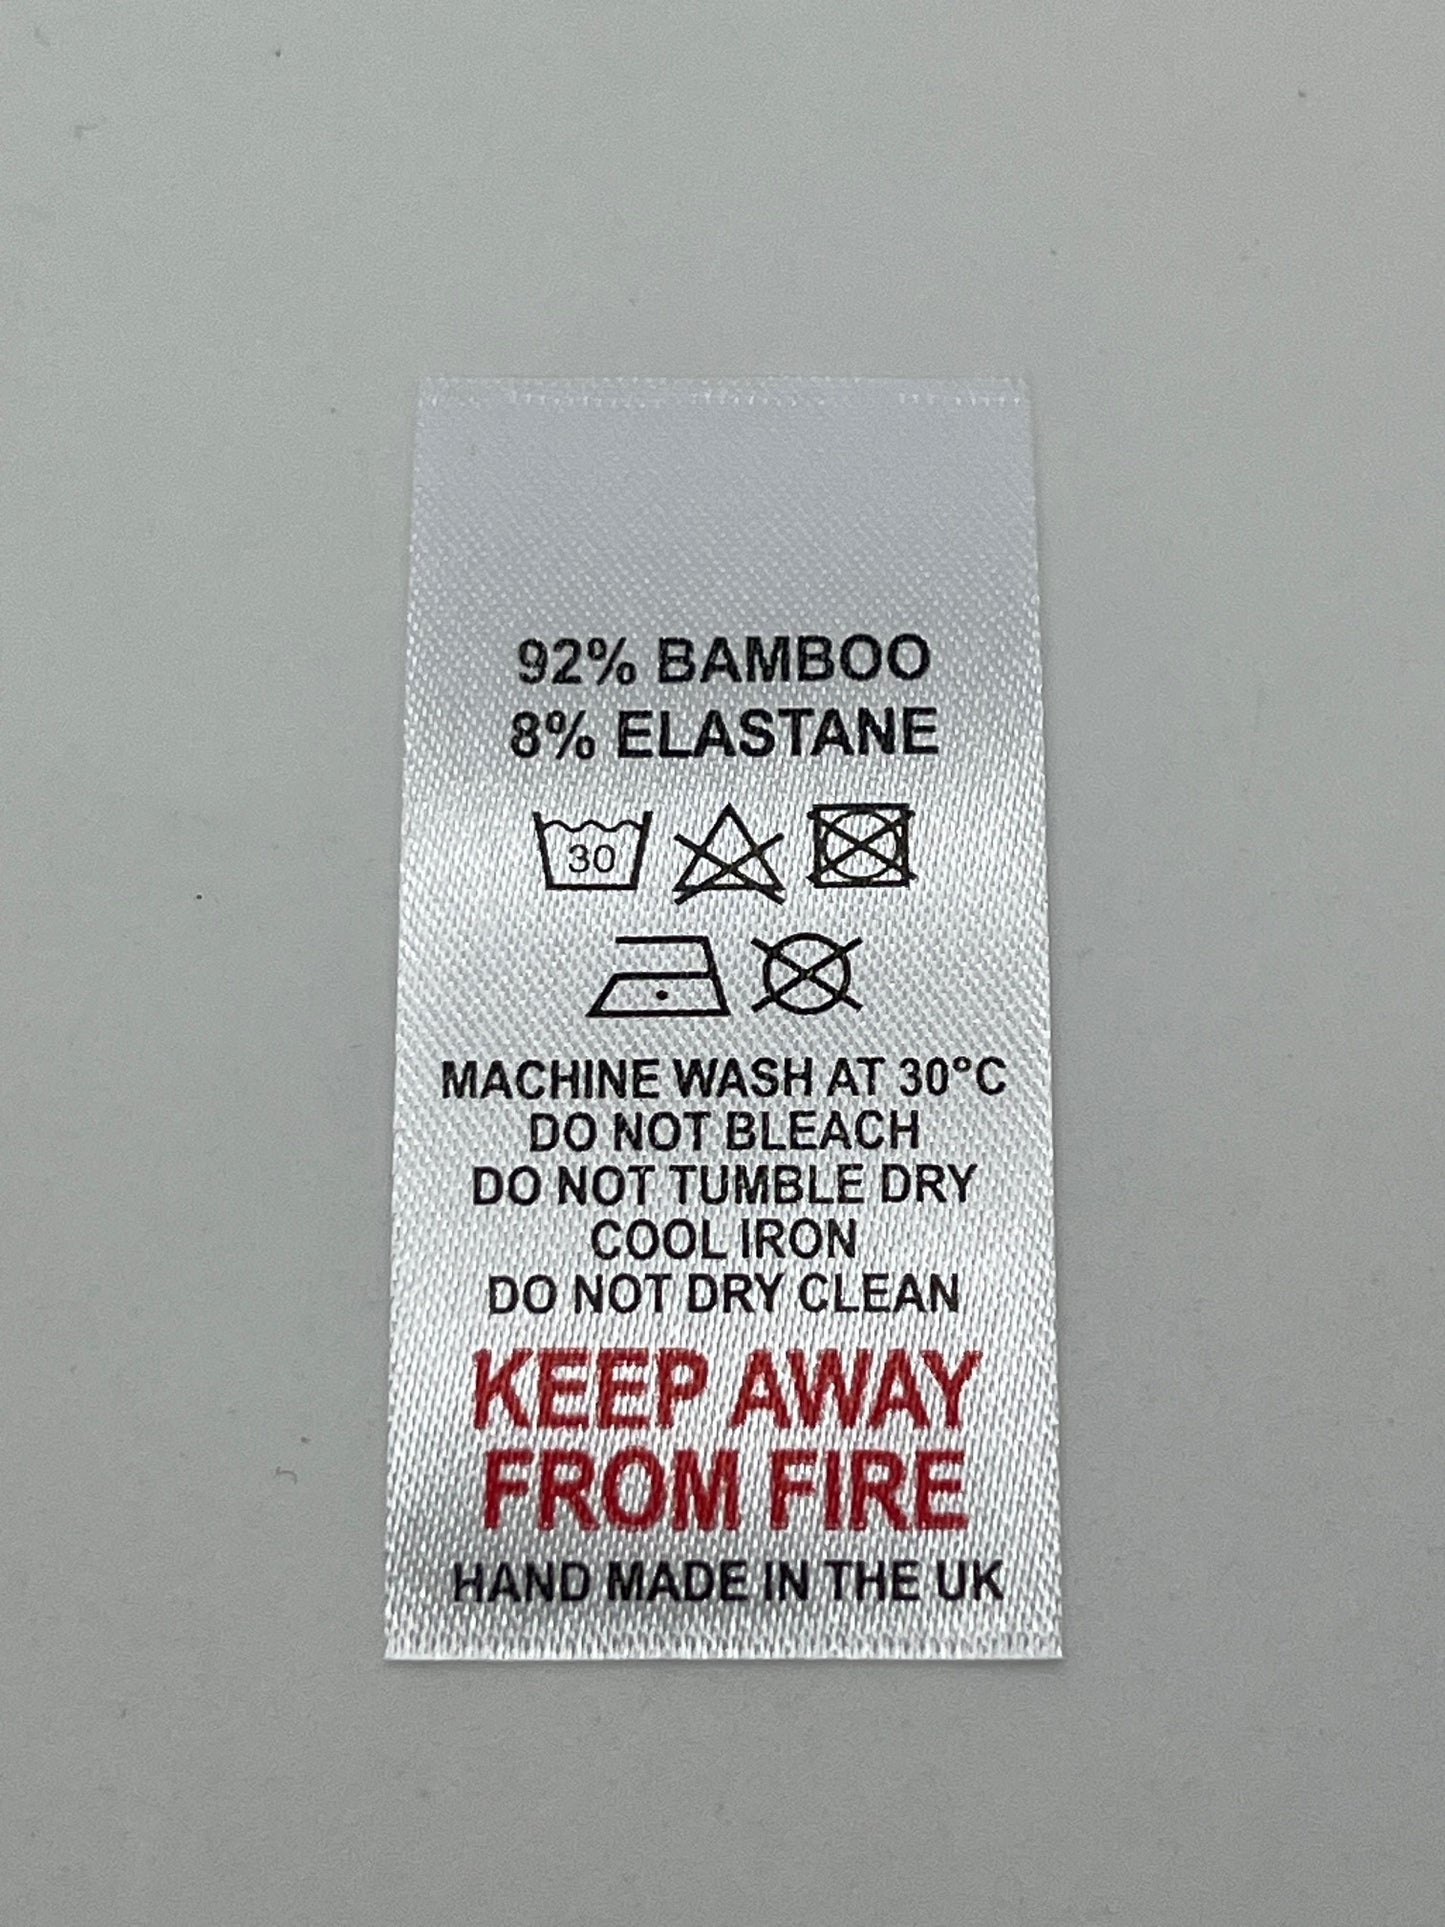 92% BAMBOO
8% ELASTANE
30
MACHINE WASH AT 30°C
DO NOT BLEACH
DO NOT TUMBLE DRY
COOL IRON
DO NOT DRY CLEAN
KEEP AWAY
FROM FIRE
HAND MADE IN THE UK